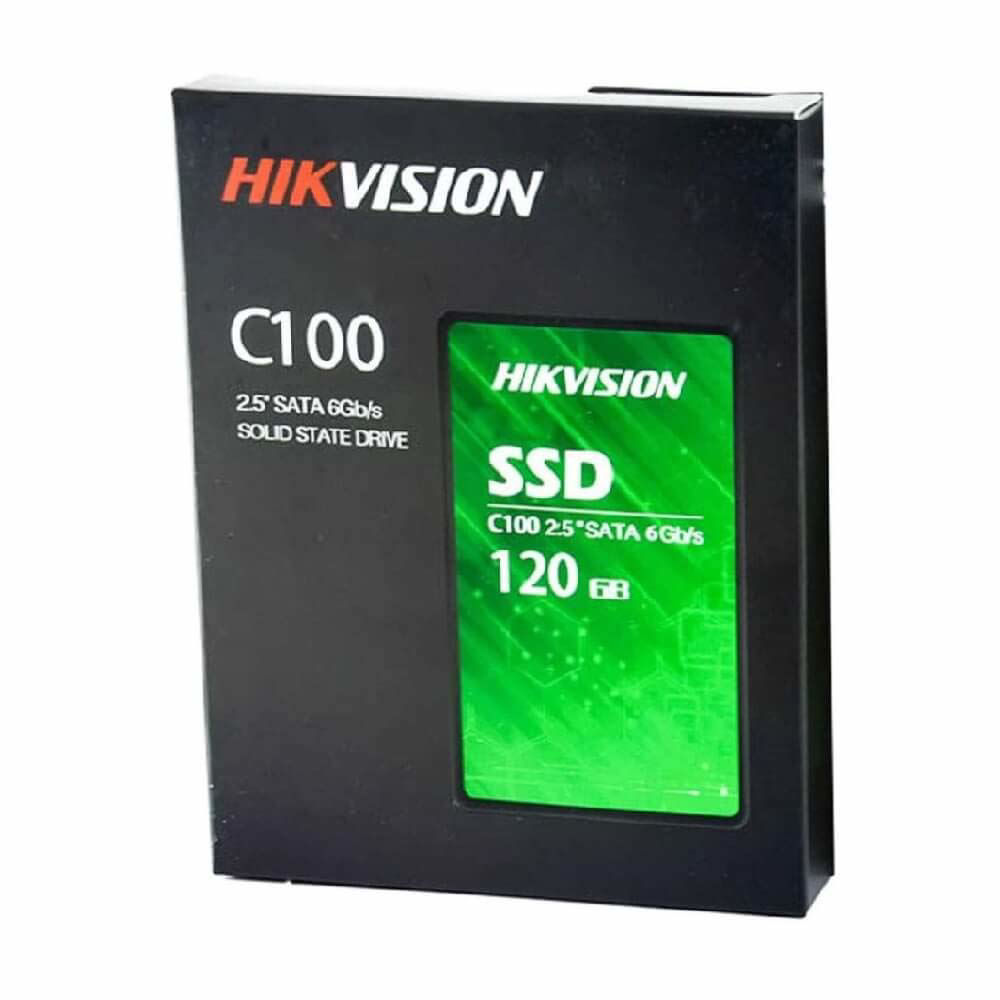 HIKVISION
C100
2.5" SATA 6Gb/s
SOLID STATE DRIVE
HIKVISION
SSD
C100 2.5" SATA 6Gb/s
120 GB